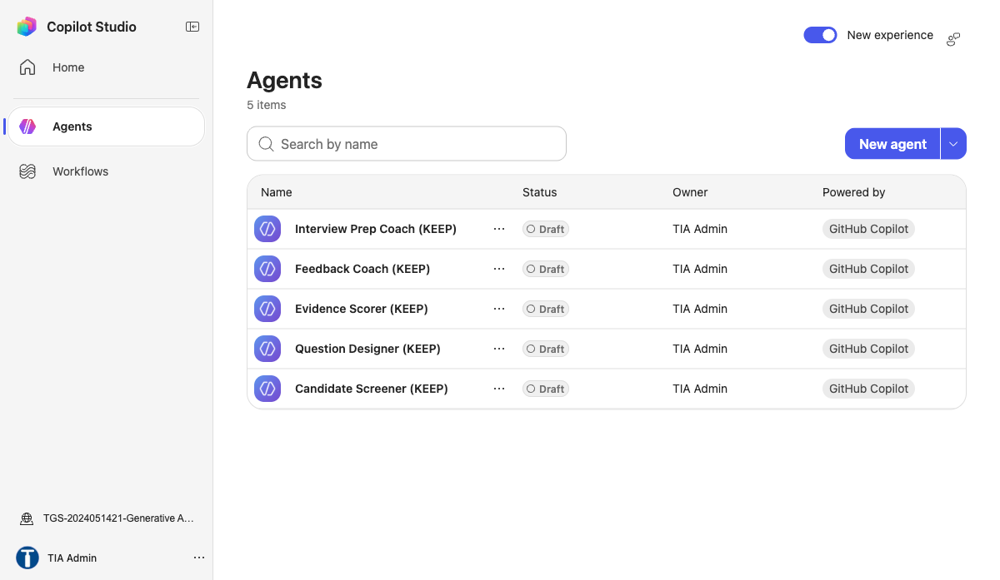 Copilot Studio
Home
Agents
Workflows
TGS-2024051421-Generative A...
TIA Admin
New experience
Agents
5 items
Search by name
New agent
Name Status Owner Powered by
Interview Prep Coach (KEEP) Draft TIA Admin GitHub Copilot
Feedback Coach (KEEP) Draft TIA Admin GitHub Copilot
Evidence Scorer (KEEP) Draft TIA Admin GitHub Copilot
Question Designer (KEEP) Draft TIA Admin GitHub Copilot
Candidate Screener (KEEP) Draft TIA Admin GitHub Copilot